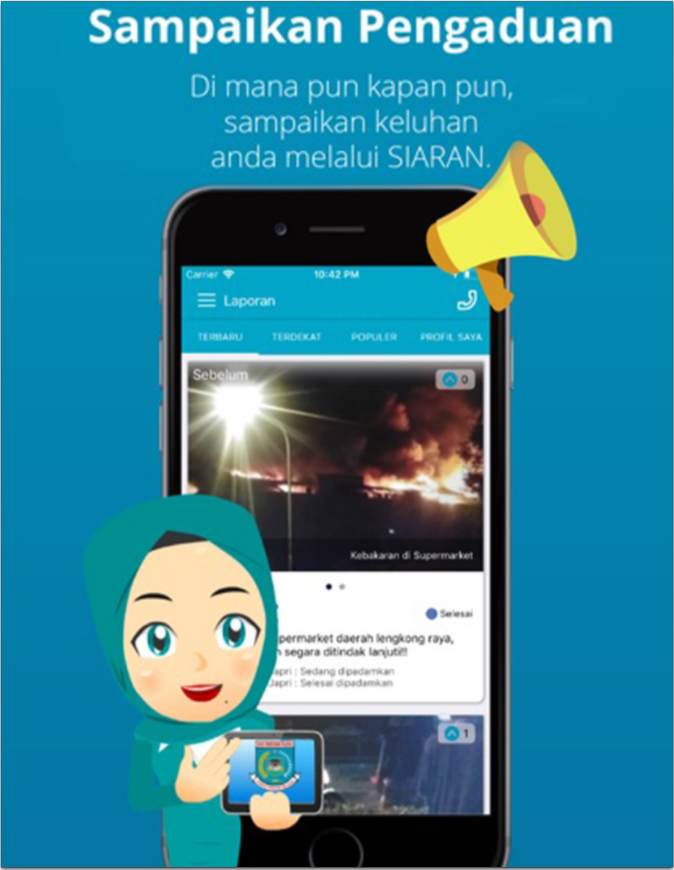 Sampaikan Pengaduan
Di mana pun kapan pun,
sampaikan keluhan
anda melalui SIARAN.
Carrier 10:42 PM
Laporan
TERBARU TERDEKAT POPULER PROFIL SAYA
Sebelum 0
Kebakaran di Supermarket
Selesai
permarket daerah lengkong raya,
segera ditindak lanjuti!!
Japri : Sedang dipadamkan
Japri : Selesai dipadamkan
1